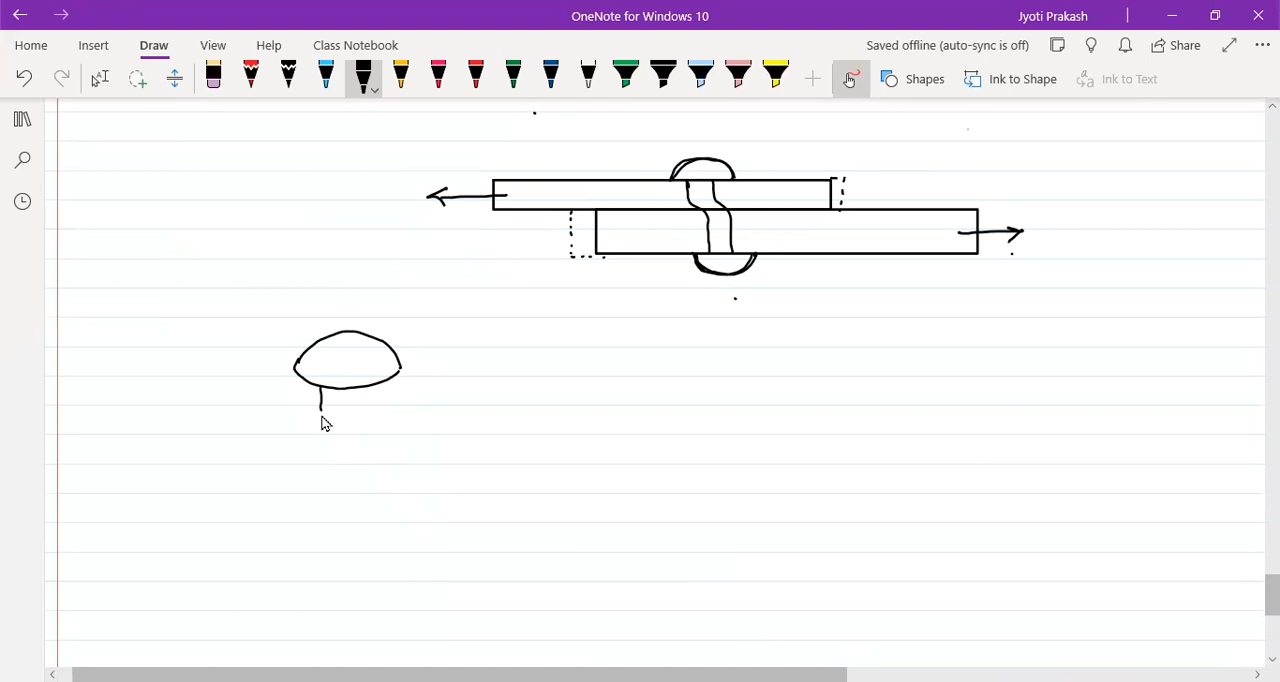 OneNote for Windows 10
Jyoti Prakash
Home Insert Draw View Help Class Notebook
Saved offline (auto-sync is off)
Share
Shapes
Ink to Shape
Ink to Text